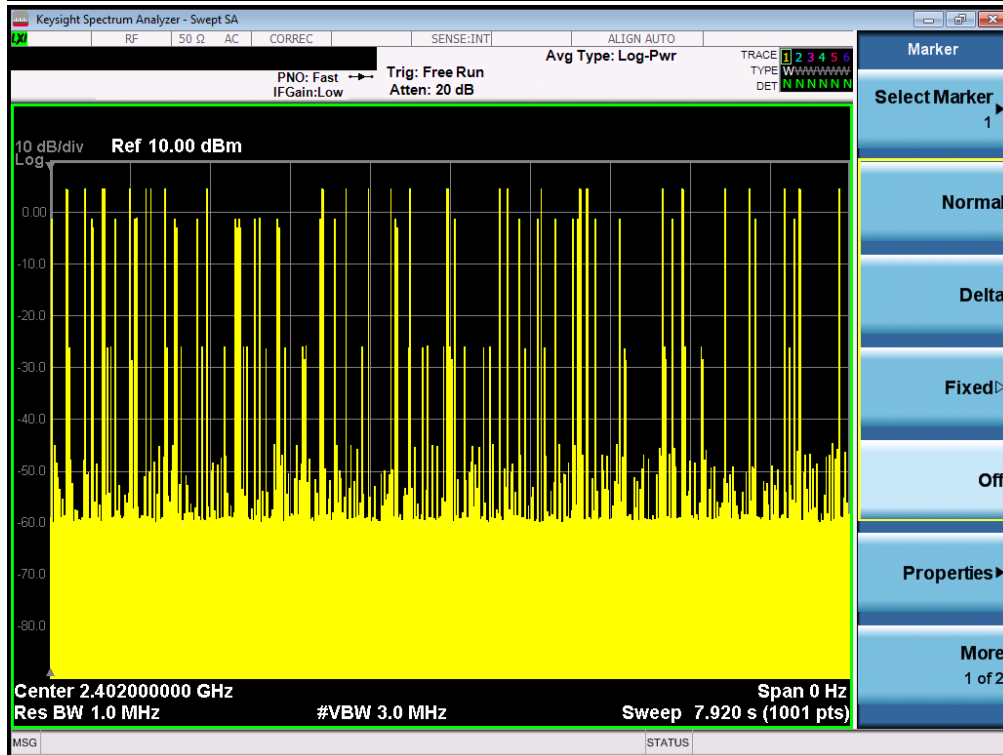 Keysight Spectrum Analyzer - Swept SA
LXI RF 50 Ω AC CORREC SENSE:INT ALIGN AUTO
PNO: Fast
IFGain:Low
Trig: Free Run
Atten: 20 dB
Avg Type: Log-Pwr
TRACE 1 2 3 4 5 6
TYPE WWWWWW
DET N N N N N N
10 dB/div Ref 10.00 dBm
Log
0.00
-10.0
-20.0
-30.0
-40.0
-50.0
-60.0
-70.0
-80.0
Center 2.402000000 GHz Span 0 Hz
Res BW 1.0 MHz #VBW 3.0 MHz Sweep 7.920 s (1001 pts)
MSG STATUS
Marker
Select Marker
1
Normal
Delta
Fixed
Off
Properties
More
1 of 2